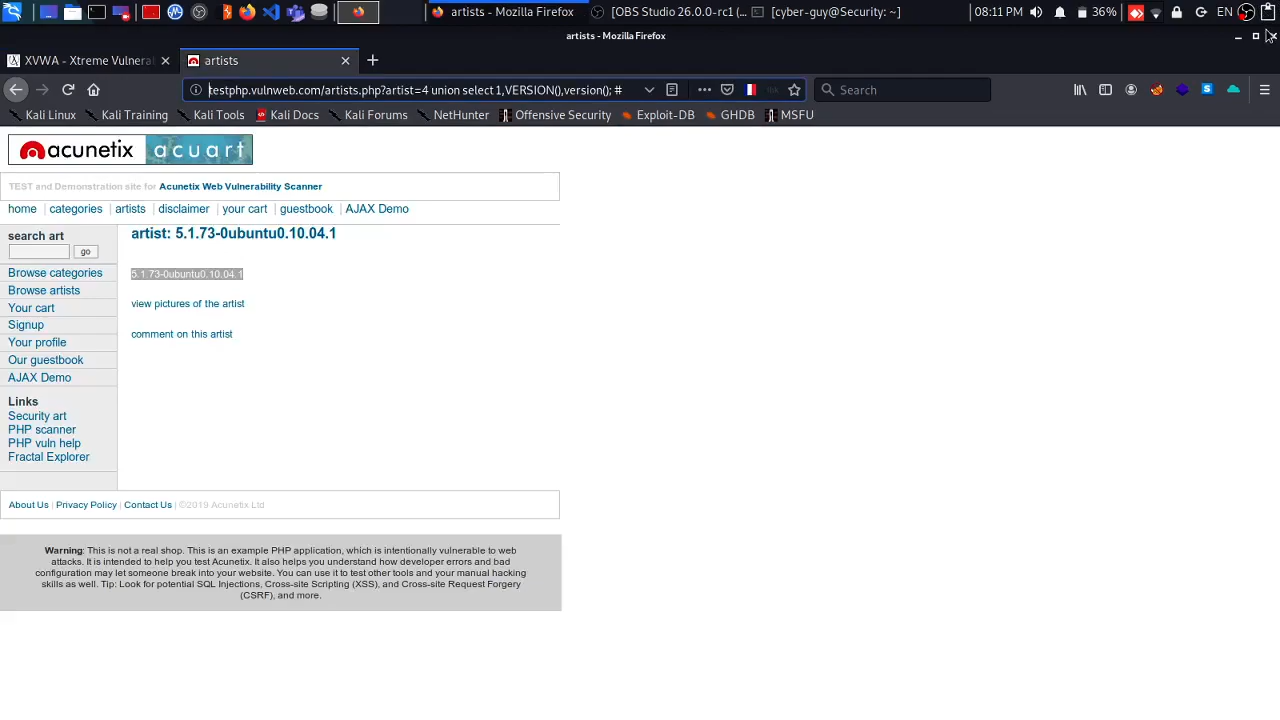 artists - Mozilla Firefox
[OBS Studio 26.0.0-rc1 (...
[cyber-guy@Security: ~]
08:11 PM
36%
EN
artists - Mozilla Firefox
XVWA - Xtreme Vulnera
artists
testphp.vulnweb.com/artists.php?artist=4 union select 1,VERSION(),version(); #
Search
Kali Linux
Kali Training
Kali Tools
Kali Docs
Kali Forums
NetHunter
Offensive Security
Exploit-DB
GHDB
MSFU
acunetix acuart
TEST and Demonstration site for Acunetix Web Vulnerability Scanner
home | categories | artists | disclaimer | your cart | guestbook | AJAX Demo
search art
go
Browse categories
Browse artists
Your cart
Signup
Your profile
Our guestbook
AJAX Demo
Links
Security art
PHP scanner
PHP vuln help
Fractal Explorer
artist: 5.1.73-0ubuntu0.10.04.1
5.1.73-0ubuntu0.10.04.1
view pictures of the artist
comment on this artist
About Us | Privacy Policy | Contact Us | ©2019 Acunetix Ltd
Warning: This is not a real shop. This is an example PHP application, which is intentionally vulnerable to web
attacks. It is intended to help you test Acunetix. It also helps you understand how developer errors and bad
configuration may let someone break into your website. You can use it to test other tools and your manual hacking
skills as well. Tip: Look for potential SQL Injections, Cross-site Scripting (XSS), and Cross-site Request Forgery
(CSRF), and more.